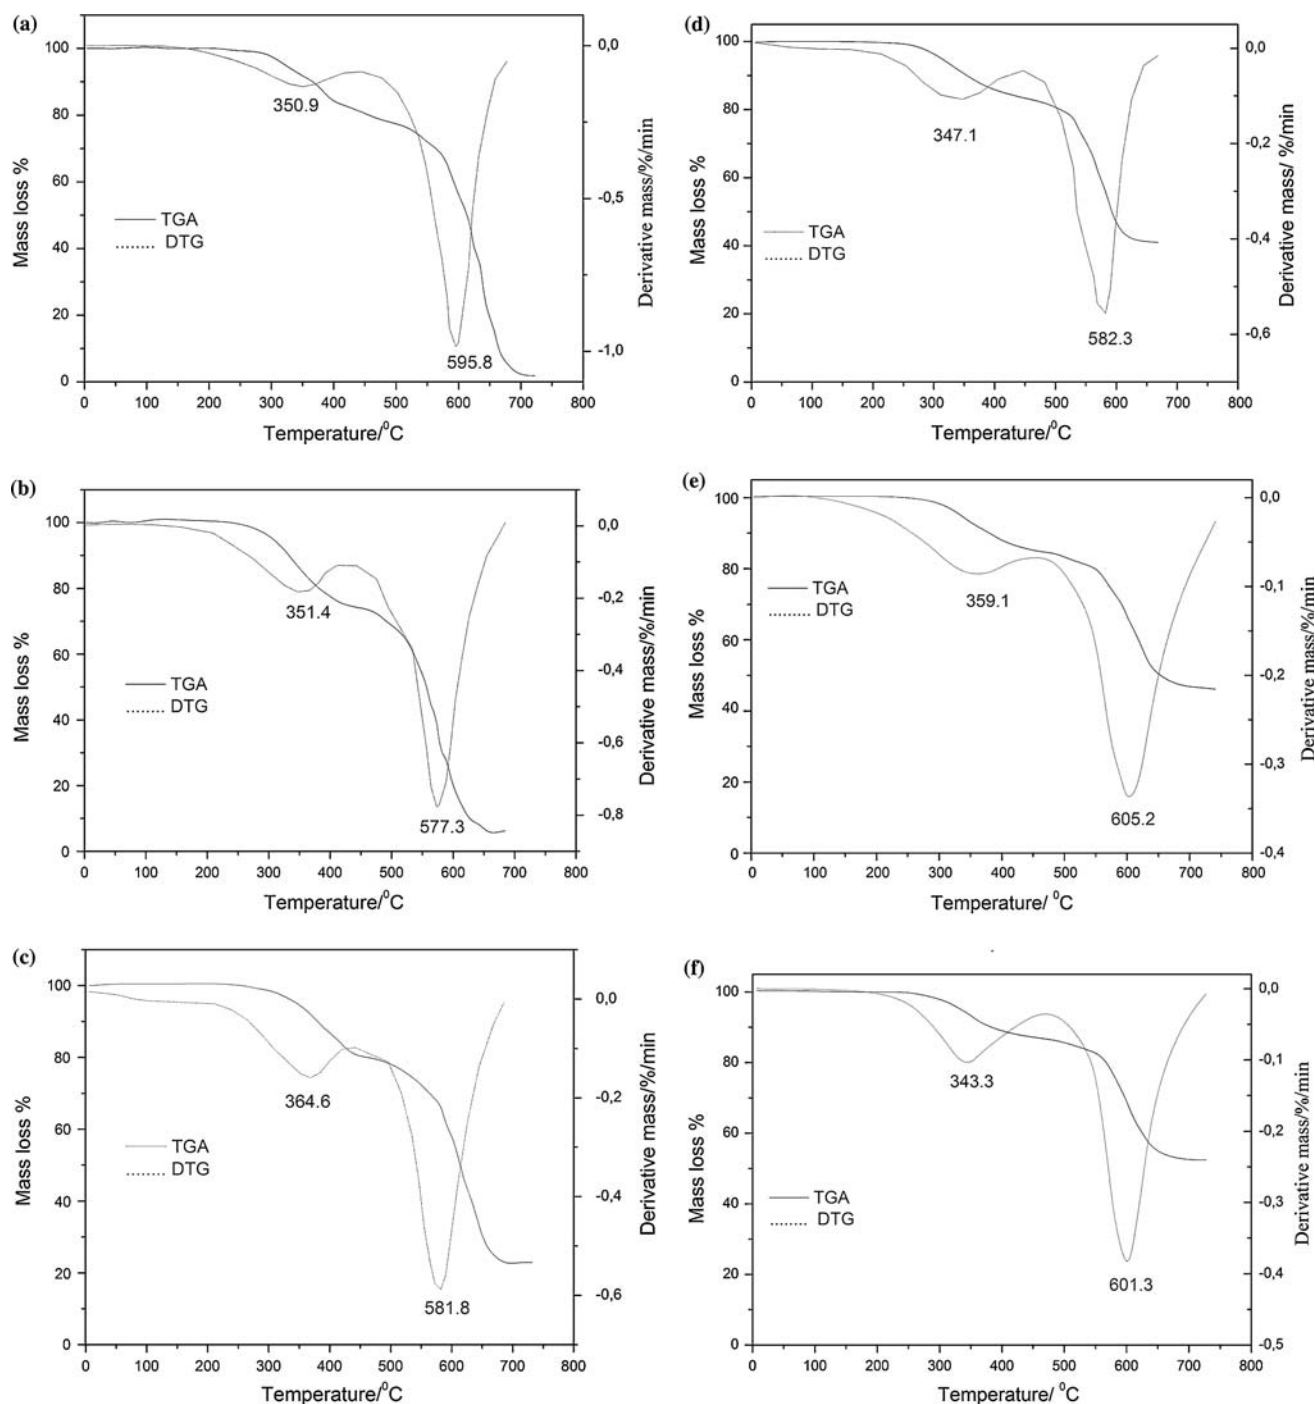 (a)
100
80
60
40
20
0
Mass loss %
0,0
-0,5
-1,0
Derivative mass/%/min
350.9
595.8
TGA
DTG
0 100 200 300 400 500 600 700 800
Temperature/⁰C
(b)
100
80
60
40
20
0
Mass loss %
0,0
-0,2
-0,4
-0,6
-0,8
Derivative mass/%/min
351.4
577.3
TGA
DTG
0 100 200 300 400 500 600 700 800
Temperature/⁰C
(c)
100
80
60
40
20
0
Mass loss %
0,0
-0,2
-0,4
-0,6
Derivative mass/%/min
364.6
581.8
TGA
DTG
0 100 200 300 400 500 600 700 800
Temperature/⁰C
(d)
100
80
60
40
20
0
Mass loss %
0,0
-0,2
-0,4
-0,6
Derivative mass/ %/min
347.1
582.3
TGA
DTG
0 100 200 300 400 500 600 700 800
Temperature/⁰C
(e)
100
80
60
40
20
0
Mass loss %
0,0
-0,1
-0,2
-0,3
-0,4
Derivative mass/%/min
359.1
605.2
TGA
DTG
0 100 200 300 400 500 600 700 800
Temperature/ ⁰C
(f)
100
80
60
40
20
0
Mass loss %
0,0
-0,1
-0,2
-0,3
-0,4
-0,5
Derivative mass/%/min
343.3
601.3
TGA
DTG
0 100 200 300 400 500 600 700 800
Temperature/ ⁰C